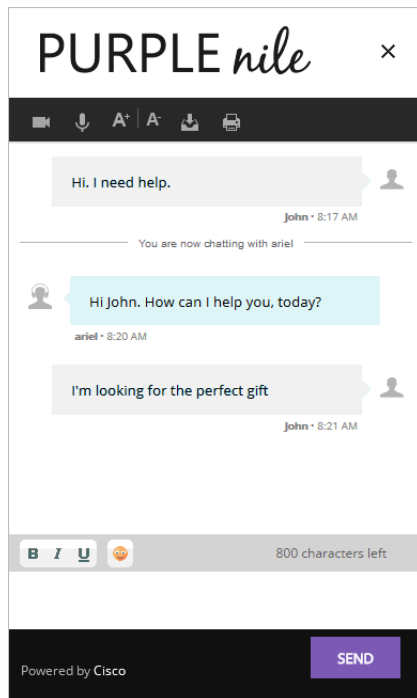 PURPLE nile
A+ A-
Hi. I need help.
John • 8:17 AM
You are now chatting with ariel
Hi John. How can I help you, today?
ariel • 8:20 AM
I'm looking for the perfect gift
John • 8:21 AM
B I U 800 characters left
Powered by Cisco SEND